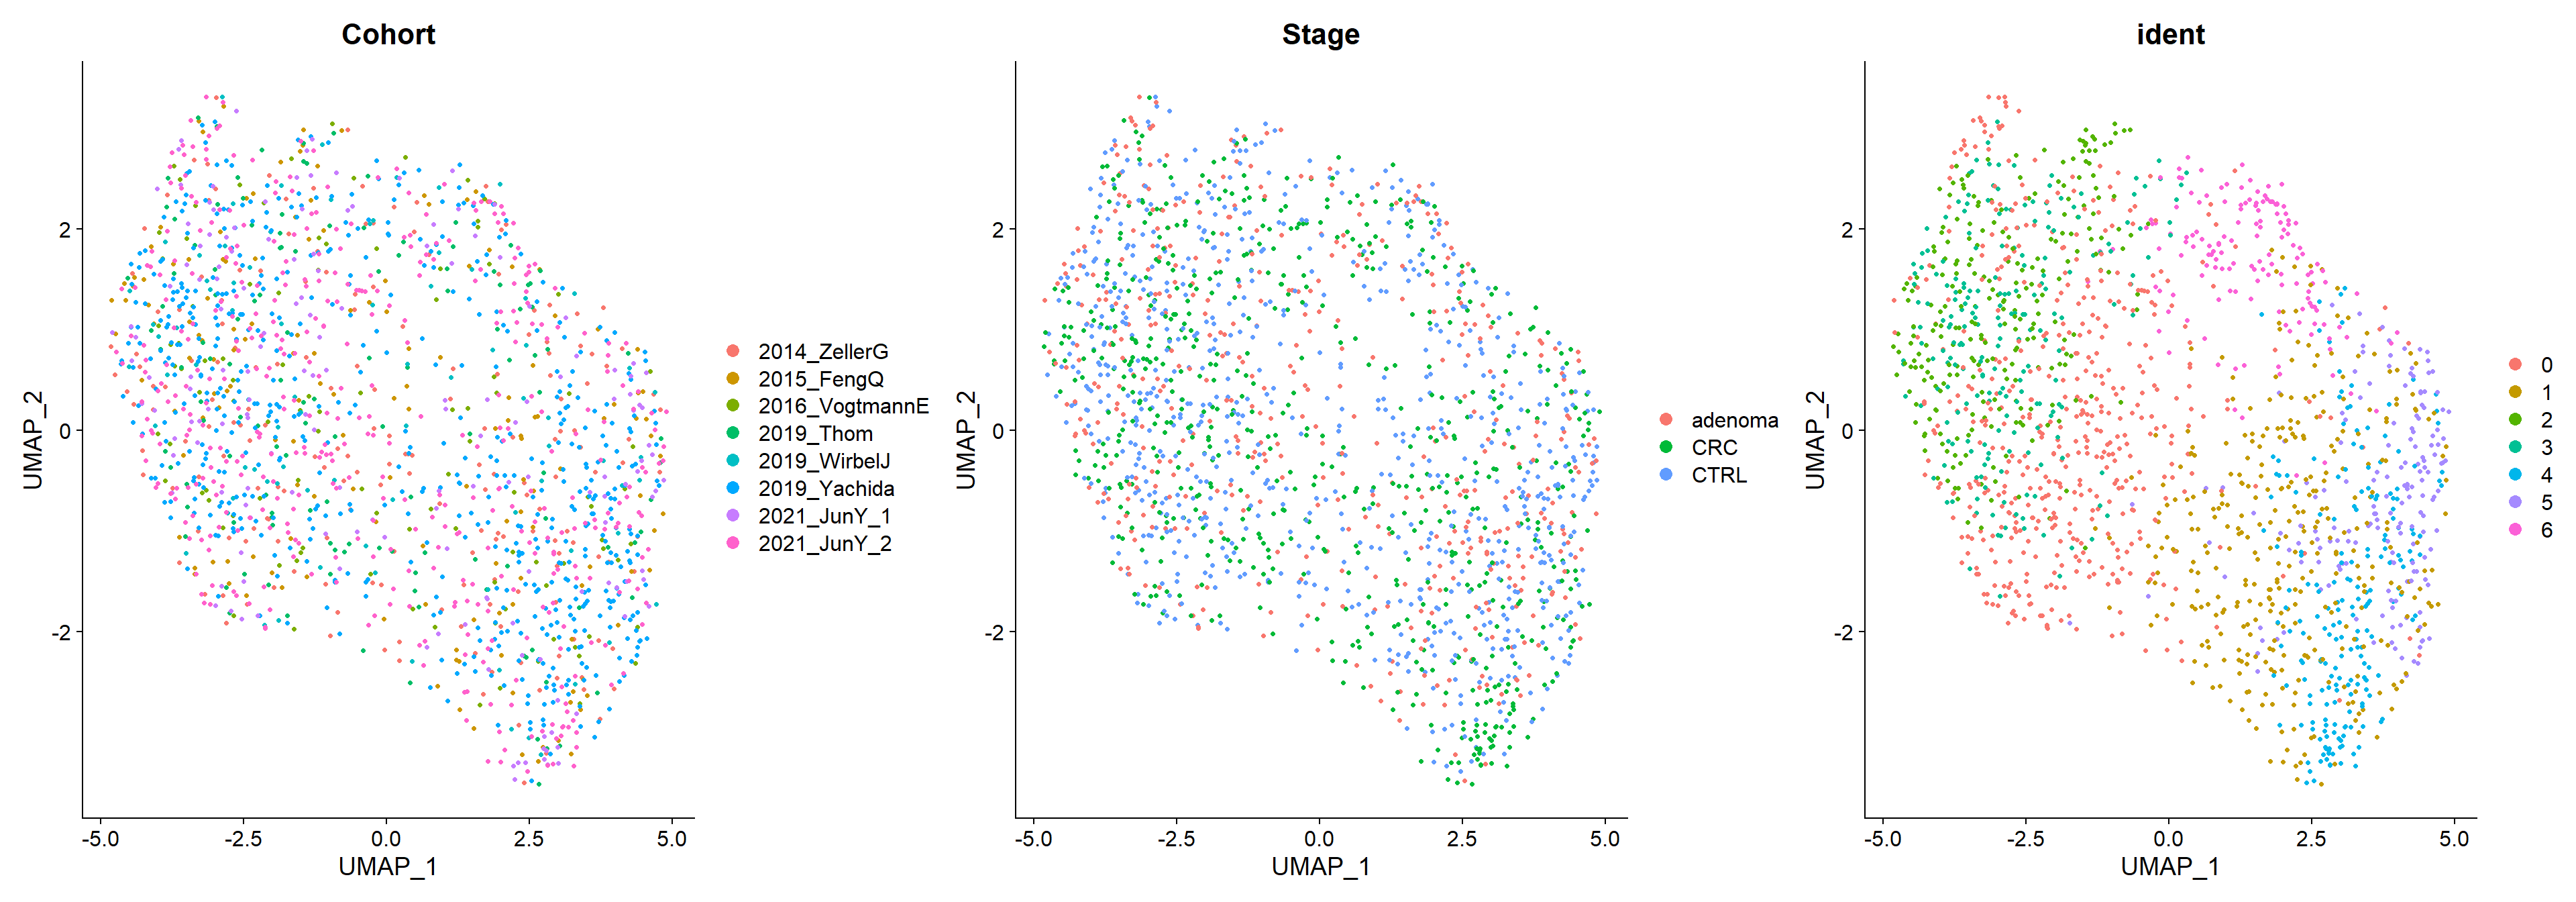 Cohort
UMAP_2
2
0
-2
-5.0 -2.5 0.0 2.5 5.0
UMAP_1
2014_ZellerG
2015_FengQ
2016_VogtmannE
2019_Thom
2019_WirbelJ
2019_Yachida
2021_JunY_1
2021_JunY_2
Stage
UMAP_2
2
0
-2
-5.0 -2.5 0.0 2.5 5.0
UMAP_1
adenoma
CRC
CTRL
ident
UMAP_2
2
0
-2
-5.0 -2.5 0.0 2.5 5.0
UMAP_1
0
1
2
3
4
5
6